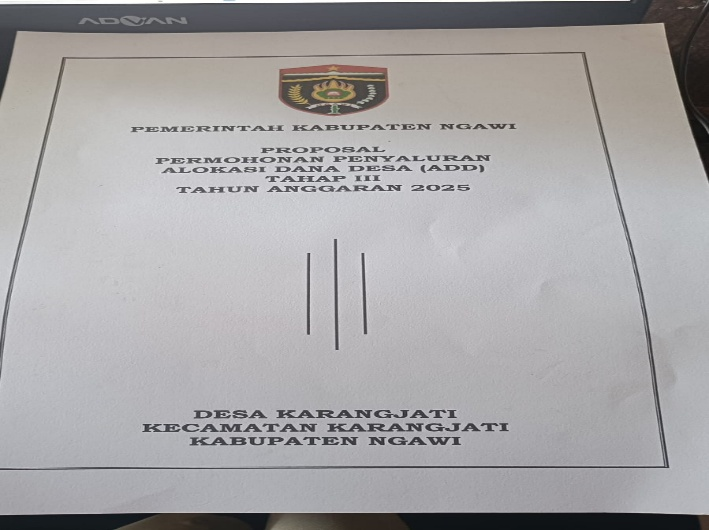 ADVAN
PEMERINTAH KABUPATEN NGAWI
PROPOSAL
PERMOHONAN PENYALURAN
ALOKASI DANA DESA (ADD)
TAHAP III
TAHUN ANGGARAN 2025
DESA KARANGJATI
KECAMATAN KARANGJATI
KABUPATEN NGAWI